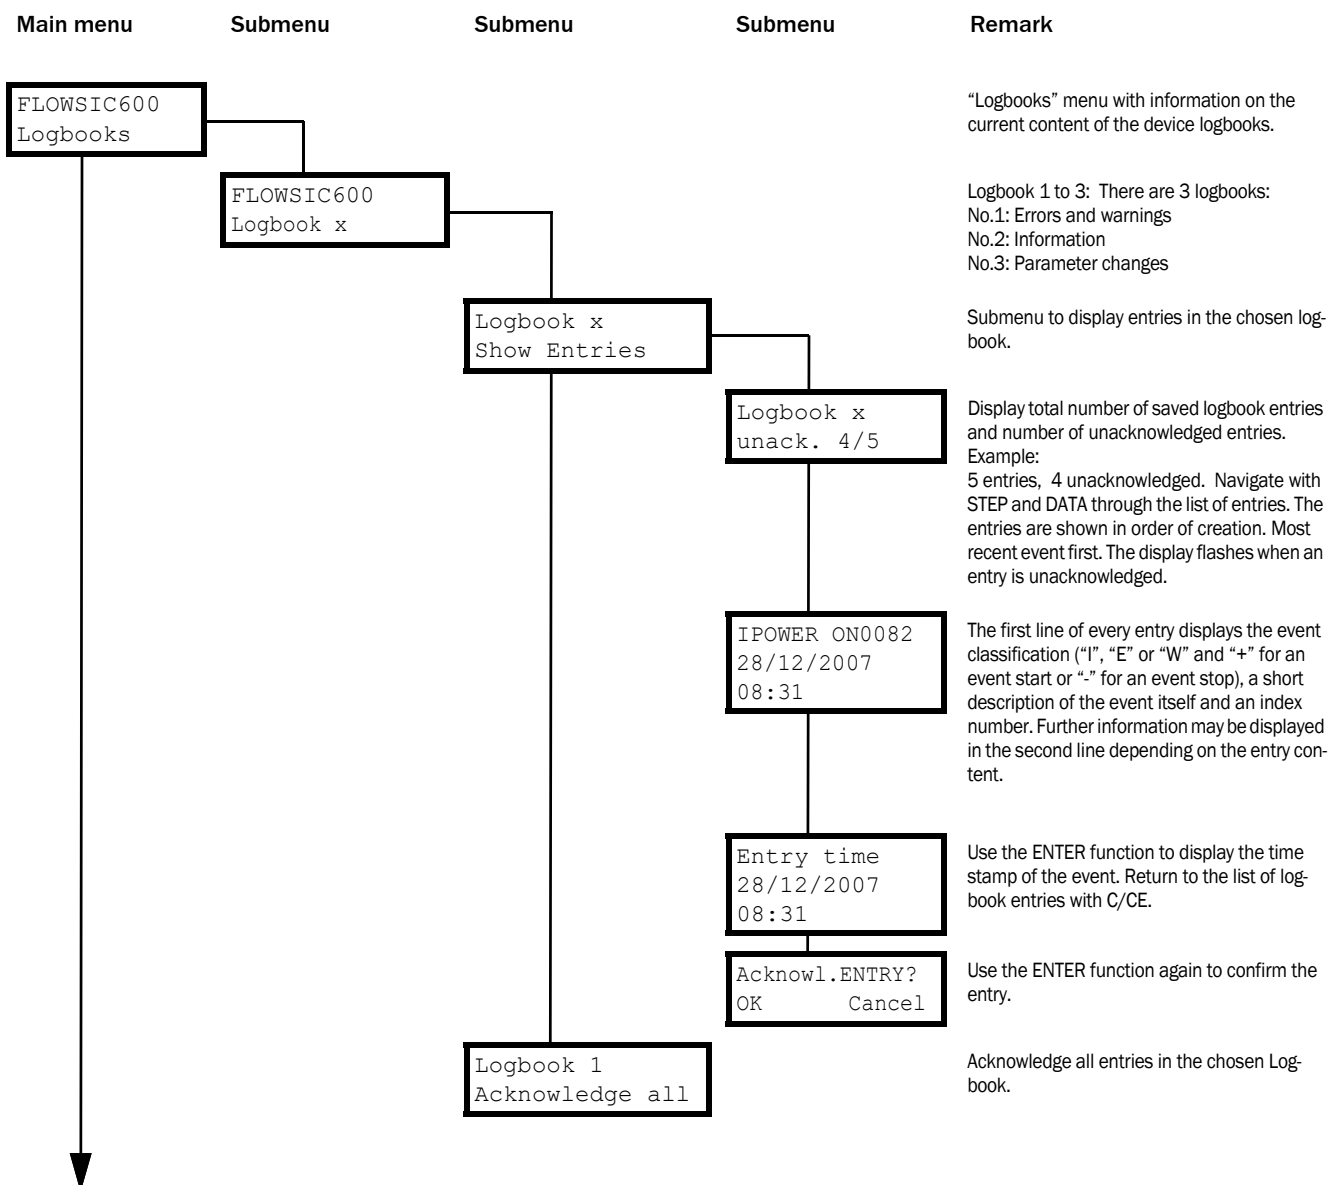 Main menu Submenu Submenu Submenu Remark
FLOWSIC600
Logbooks
“Logbooks” menu with information on the
current content of the device logbooks.
FLOWSIC600
Logbook x
Logbook 1 to 3: There are 3 logbooks:
No.1: Errors and warnings
No.2: Information
No.3: Parameter changes
Logbook x
Show Entries
Submenu to display entries in the chosen log-
book.
Logbook x
unack. 4/5
Display total number of saved logbook entries
and number of unacknowledged entries.
Example:
5 entries, 4 unacknowledged. Navigate with
STEP and DATA through the list of entries. The
entries are shown in order of creation. Most
recent event first. The display flashes when an
entry is unacknowledged.
IPOWER ON0082
28/12/2007
08:31
The first line of every entry displays the event
classification (“I”, “E” or “W” and “+” for an
event start or “-” for an event stop), a short
description of the event itself and an index
number. Further information may be displayed
in the second line depending on the entry con-
tent.
Entry time
28/12/2007
08:31
Use the ENTER function to display the time
stamp of the event. Return to the list of log-
book entries with C/CE.
Acknowl.ENTRY?
OK Cancel
Use the ENTER function again to confirm the
entry.
Logbook 1
Acknowledge all
Acknowledge all entries in the chosen Log-
book.